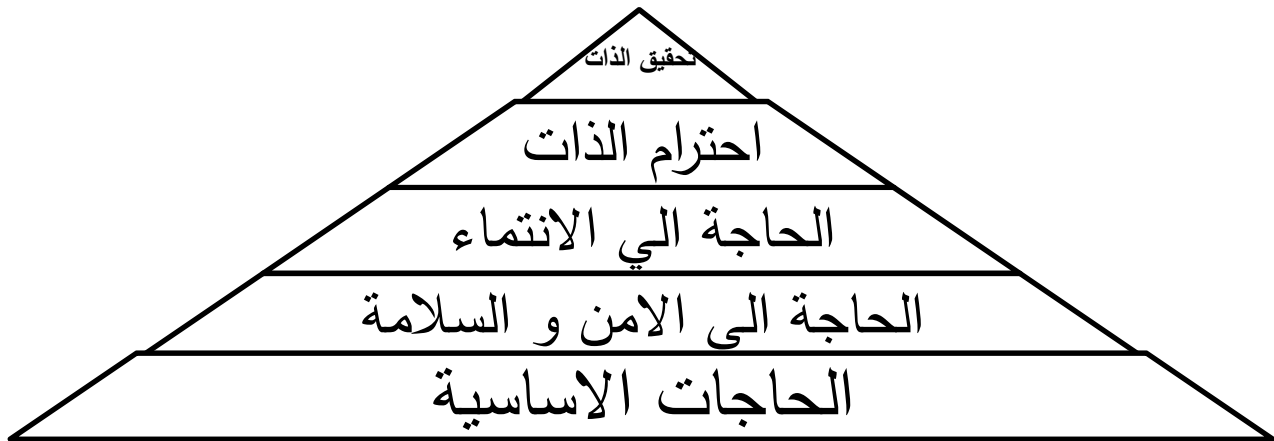 تحقيق الذات
احترام الذات
الحاجة الي الانتماء
الحاجة الى الامن و السلامة
الحاجات الاساسية